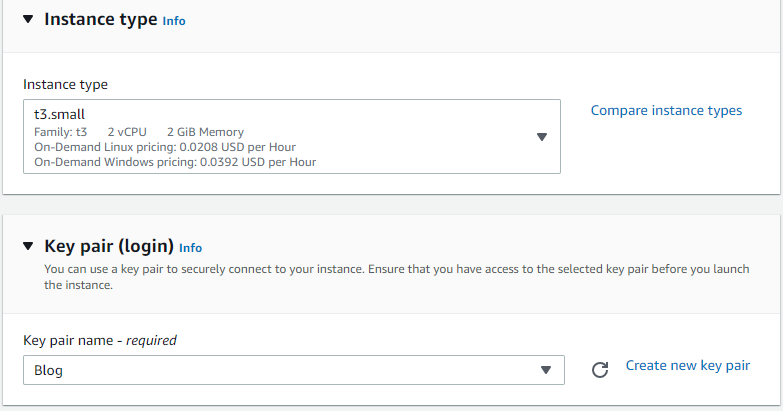 Instance type Info
Instance type
t3.small
Family: t3 2 vCPU 2 GiB Memory
On-Demand Linux pricing: 0.0208 USD per Hour
On-Demand Windows pricing: 0.0392 USD per Hour
Compare instance types
Key pair (login) Info
You can use a key pair to securely connect to your instance. Ensure that you have access to the selected key pair before you launch
the instance.
Key pair name - required
Blog
Create new key pair